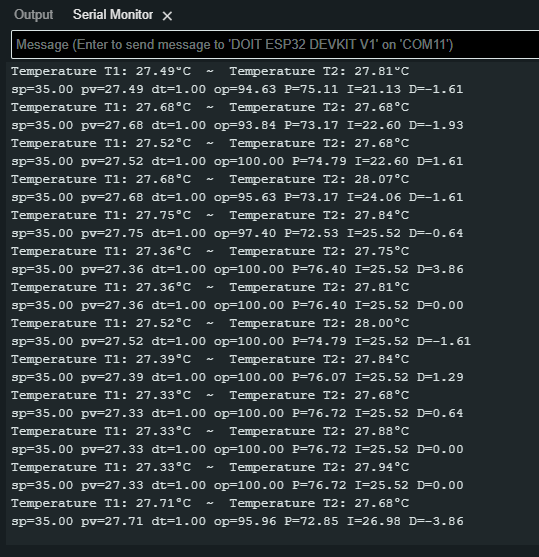 Output Serial Monitor ×
Message (Enter to send message to 'DOIT ESP32 DEVKIT V1' on 'COM11')
Temperature T1: 27.49°C ~ Temperature T2: 27.81°C
sp=35.00 pv=27.49 dt=1.00 op=94.63 P=75.11 I=21.13 D=-1.61
Temperature T1: 27.68°C ~ Temperature T2: 27.68°C
sp=35.00 pv=27.68 dt=1.00 op=93.84 P=73.17 I=22.60 D=-1.93
Temperature T1: 27.52°C ~ Temperature T2: 27.68°C
sp=35.00 pv=27.52 dt=1.00 op=100.00 P=74.79 I=22.60 D=1.61
Temperature T1: 27.68°C ~ Temperature T2: 28.07°C
sp=35.00 pv=27.68 dt=1.00 op=95.63 P=73.17 I=24.06 D=-1.61
Temperature T1: 27.75°C ~ Temperature T2: 27.84°C
sp=35.00 pv=27.75 dt=1.00 op=97.40 P=72.53 I=25.52 D=-0.64
Temperature T1: 27.36°C ~ Temperature T2: 27.75°C
sp=35.00 pv=27.36 dt=1.00 op=100.00 P=76.40 I=25.52 D=3.86
Temperature T1: 27.36°C ~ Temperature T2: 27.81°C
sp=35.00 pv=27.36 dt=1.00 op=100.00 P=76.40 I=25.52 D=0.00
Temperature T1: 27.52°C ~ Temperature T2: 28.00°C
sp=35.00 pv=27.52 dt=1.00 op=100.00 P=74.79 I=25.52 D=-1.61
Temperature T1: 27.39°C ~ Temperature T2: 27.84°C
sp=35.00 pv=27.39 dt=1.00 op=100.00 P=76.07 I=25.52 D=1.29
Temperature T1: 27.33°C ~ Temperature T2: 27.68°C
sp=35.00 pv=27.33 dt=1.00 op=100.00 P=76.72 I=25.52 D=0.64
Temperature T1: 27.33°C ~ Temperature T2: 27.88°C
sp=35.00 pv=27.33 dt=1.00 op=100.00 P=76.72 I=25.52 D=0.00
Temperature T1: 27.33°C ~ Temperature T2: 27.94°C
sp=35.00 pv=27.33 dt=1.00 op=100.00 P=76.72 I=25.52 D=0.00
Temperature T1: 27.71°C ~ Temperature T2: 27.68°C
sp=35.00 pv=27.71 dt=1.00 op=95.96 P=72.85 I=26.98 D=-3.86